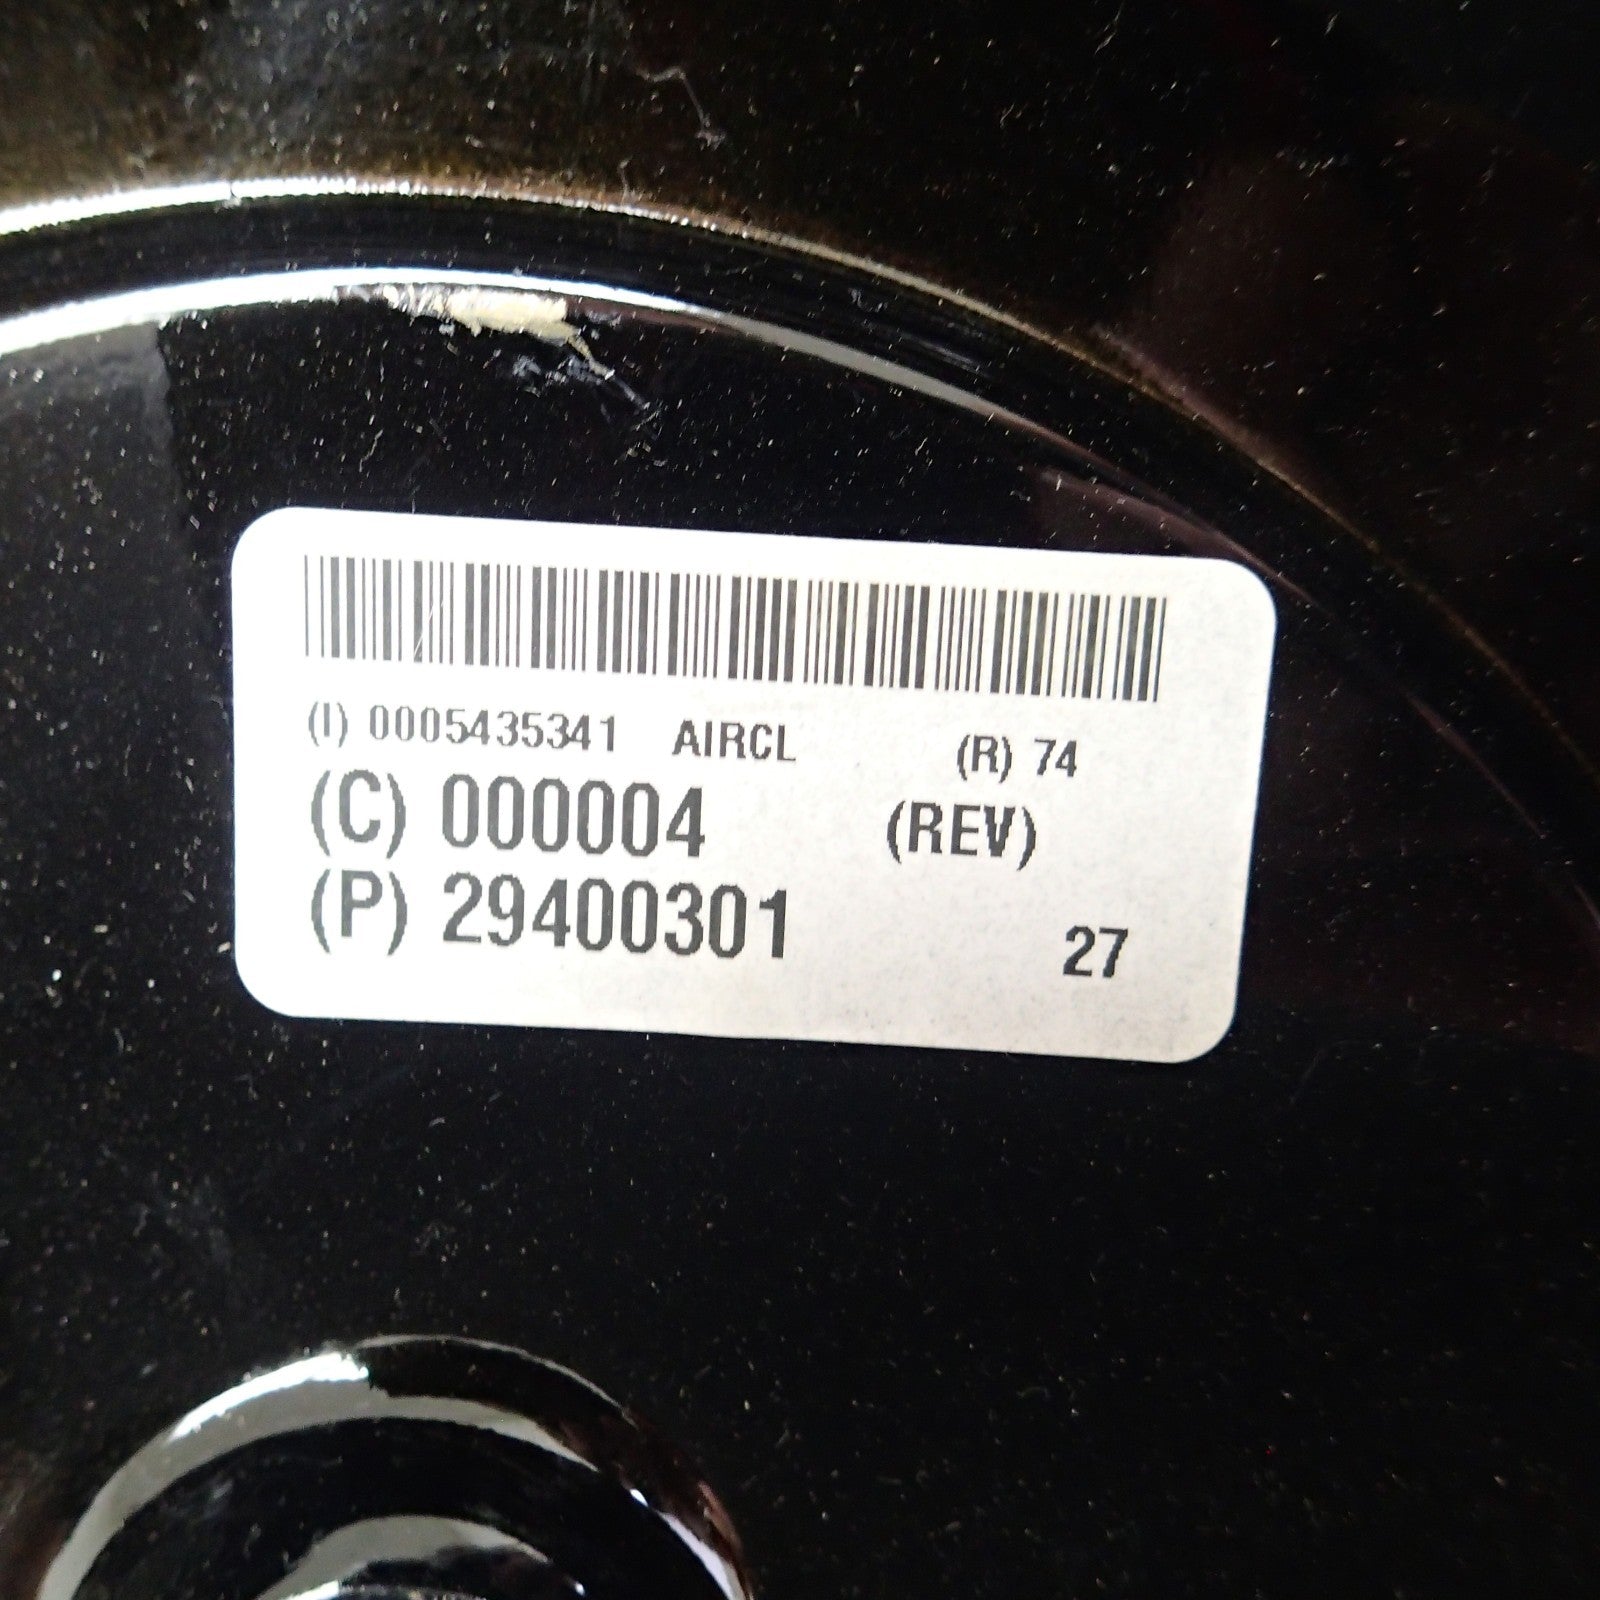 (I) 0005435341 AIRCL (R) 74
(C) 000004 (REV)
(P) 29400301 27